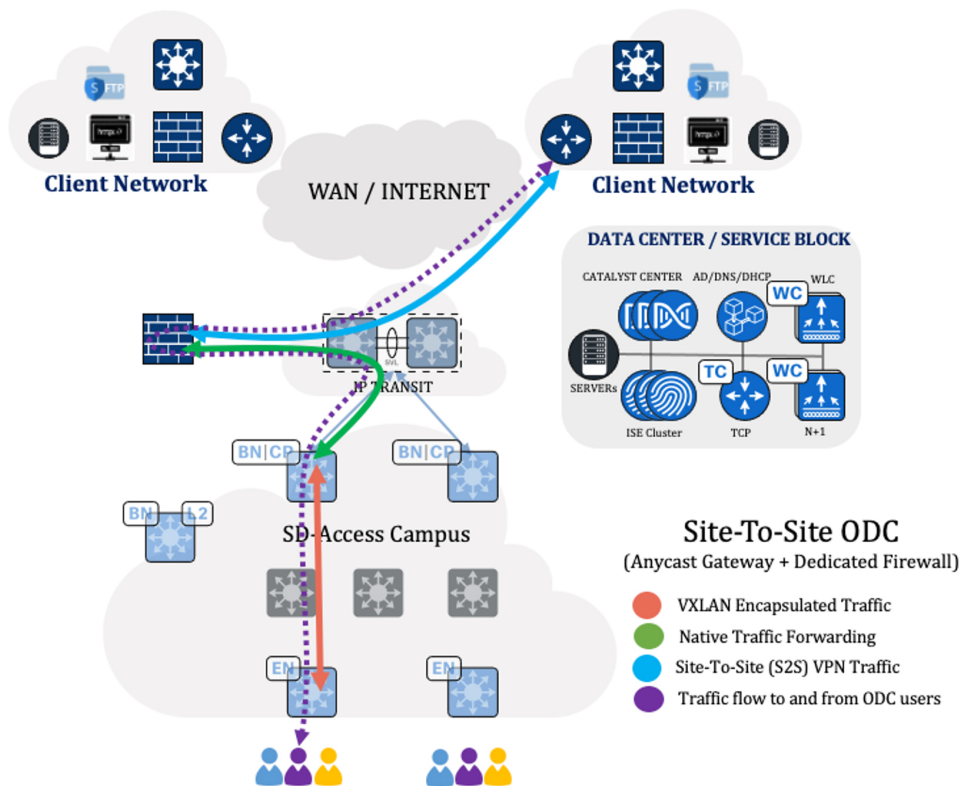 S FTP
S FTP
Client Network
WAN / INTERNET
Client Network
DATA CENTER / SERVICE BLOCK
CATALYST CENTER
AD/DNS/DHCP
WLC
WC
SVL
IP TRANSIT
SERVERs
TC
WC
ISE Cluster
TCP
N+1
BN|CP
BN|CP
BN
L2
SD-Access Campus
Site-To-Site ODC
(Anycast Gateway + Dedicated Firewall)
VXLAN Encapsulated Traffic
Native Traffic Forwarding
Site-To-Site (S2S) VPN Traffic
Traffic flow to and from ODC users
EN
EN